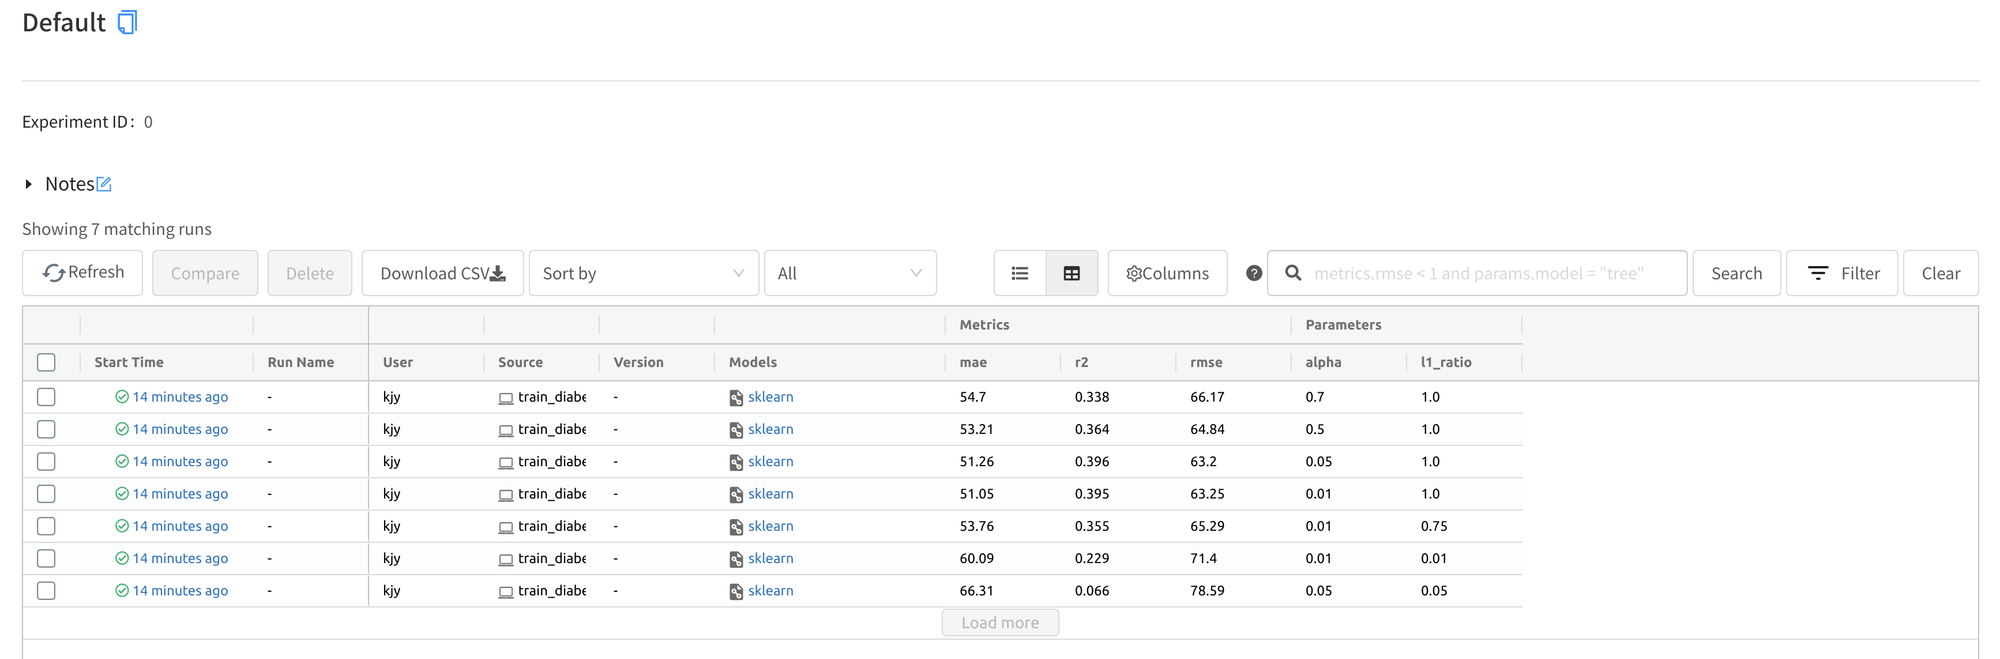 Default
Experiment ID: 0
Notes
Showing 7 matching runs
Refresh Compare Delete Download CSV Sort by All Columns metrics.rmse < 1 and params.model = "tree" Search Filter Clear
Metrics Parameters
Start Time Run Name User Source Version Models mae r2 rmse alpha l1_ratio
14 minutes ago - kjy train_diabe - sklearn 54.7 0.338 66.17 0.7 1.0
14 minutes ago - kjy train_diabe - sklearn 53.21 0.364 64.84 0.5 1.0
14 minutes ago - kjy train_diabe - sklearn 51.26 0.396 63.2 0.05 1.0
14 minutes ago - kjy train_diabe - sklearn 51.05 0.395 63.25 0.01 1.0
14 minutes ago - kjy train_diabe - sklearn 53.76 0.355 65.29 0.01 0.75
14 minutes ago - kjy train_diabe - sklearn 60.09 0.229 71.4 0.01 0.01
14 minutes ago - kjy train_diabe - sklearn 66.31 0.066 78.59 0.05 0.05
Load more